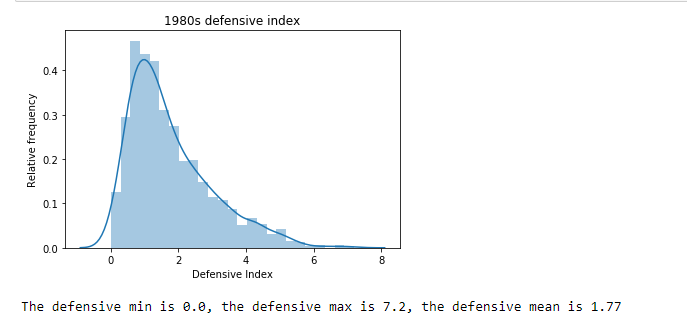 1980s defensive index
Relative frequency
0.4
0.3
0.2
0.1
0.0
0 2 4 6 8
Defensive Index
The defensive min is 0.0, the defensive max is 7.2, the defensive mean is 1.77